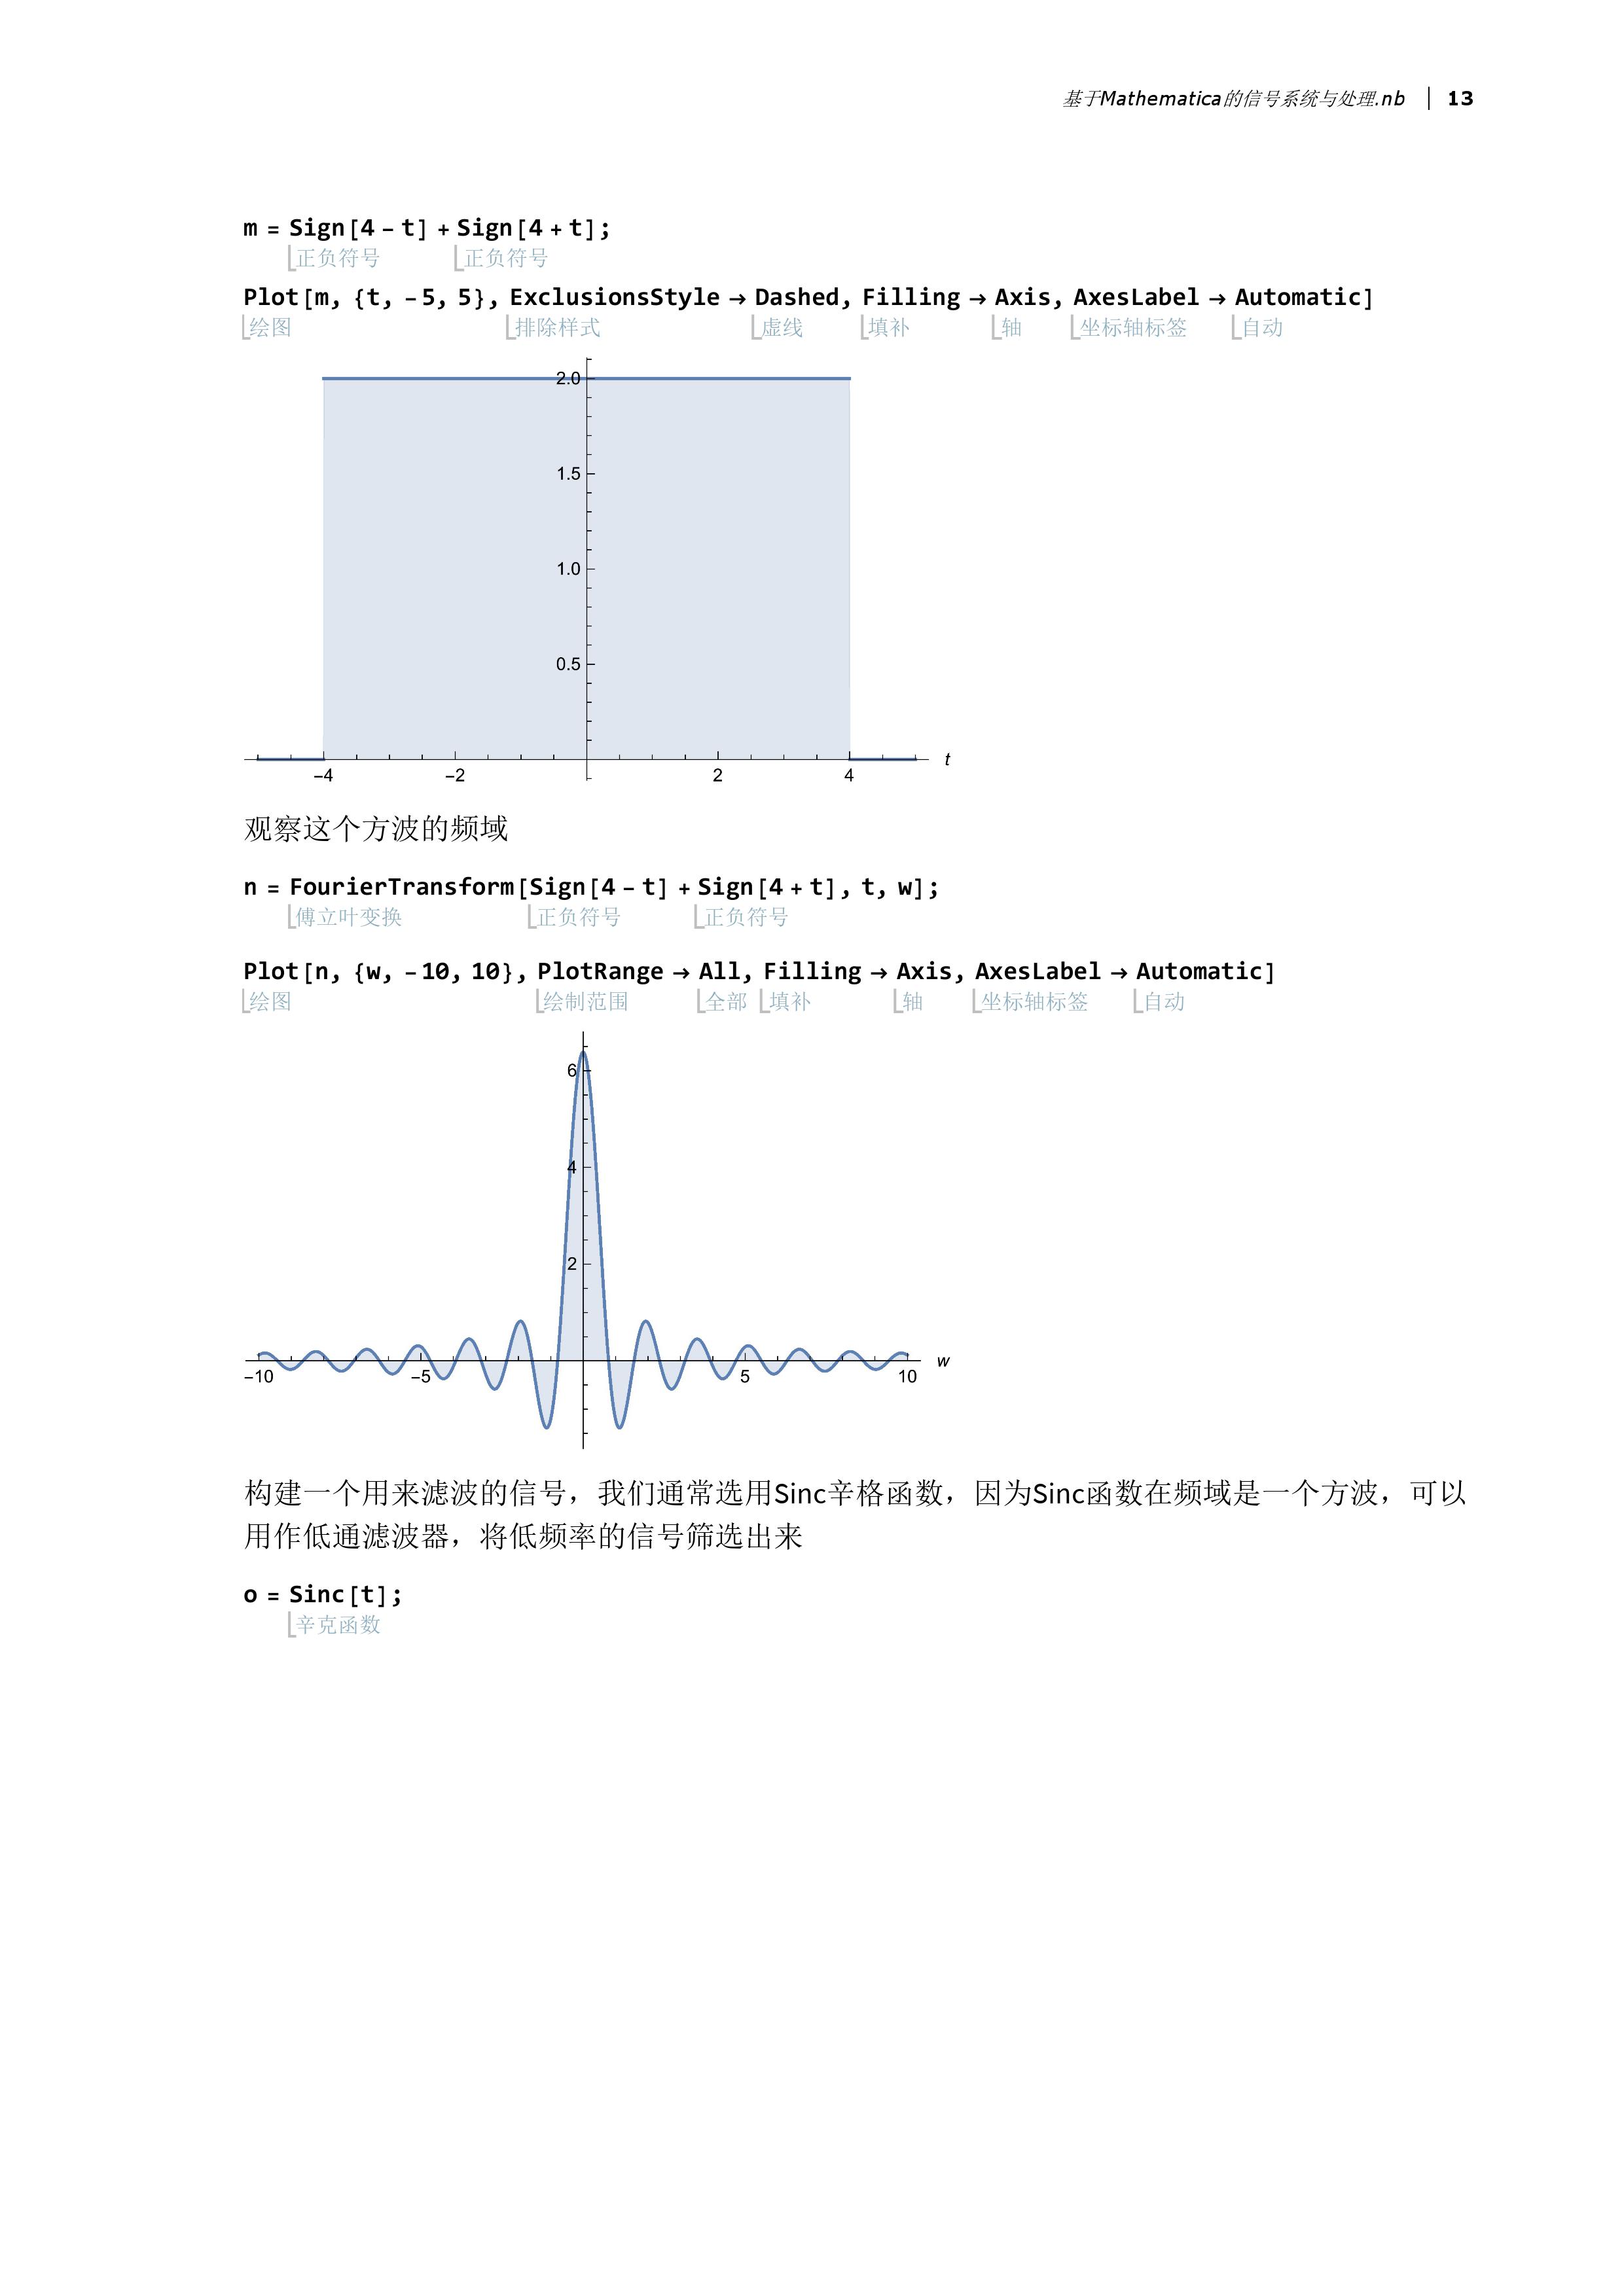 基于Mathematica的信号系统与处理.nb | 13
m = Sign[4 - t] + Sign[4 + t];
正负符号 正负符号
Plot[m, {t, -5, 5}, ExclusionsStyle → Dashed, Filling → Axis, AxesLabel → Automatic]
绘图 排除样式 虚线 填补 轴 坐标轴标签 自动
2.0
1.5
1.0
0.5
t
-4 -2 2 4
观察这个方波的频域
n = FourierTransform[Sign[4 - t] + Sign[4 + t], t, w];
傅立叶变换 正负符号 正负符号
Plot[n, {w, -10, 10}, PlotRange → All, Filling → Axis, AxesLabel → Automatic]
绘图 绘制范围 全部 填补 轴 坐标轴标签 自动
6
4
2
w
-10 -5 5 10
构建一个用来滤波的信号，我们通常选用Sinc辛格函数，因为Sinc函数在频域是一个方波，可以
用作低通滤波器，将低频率的信号筛选出来
o = Sinc[t];
辛克函数